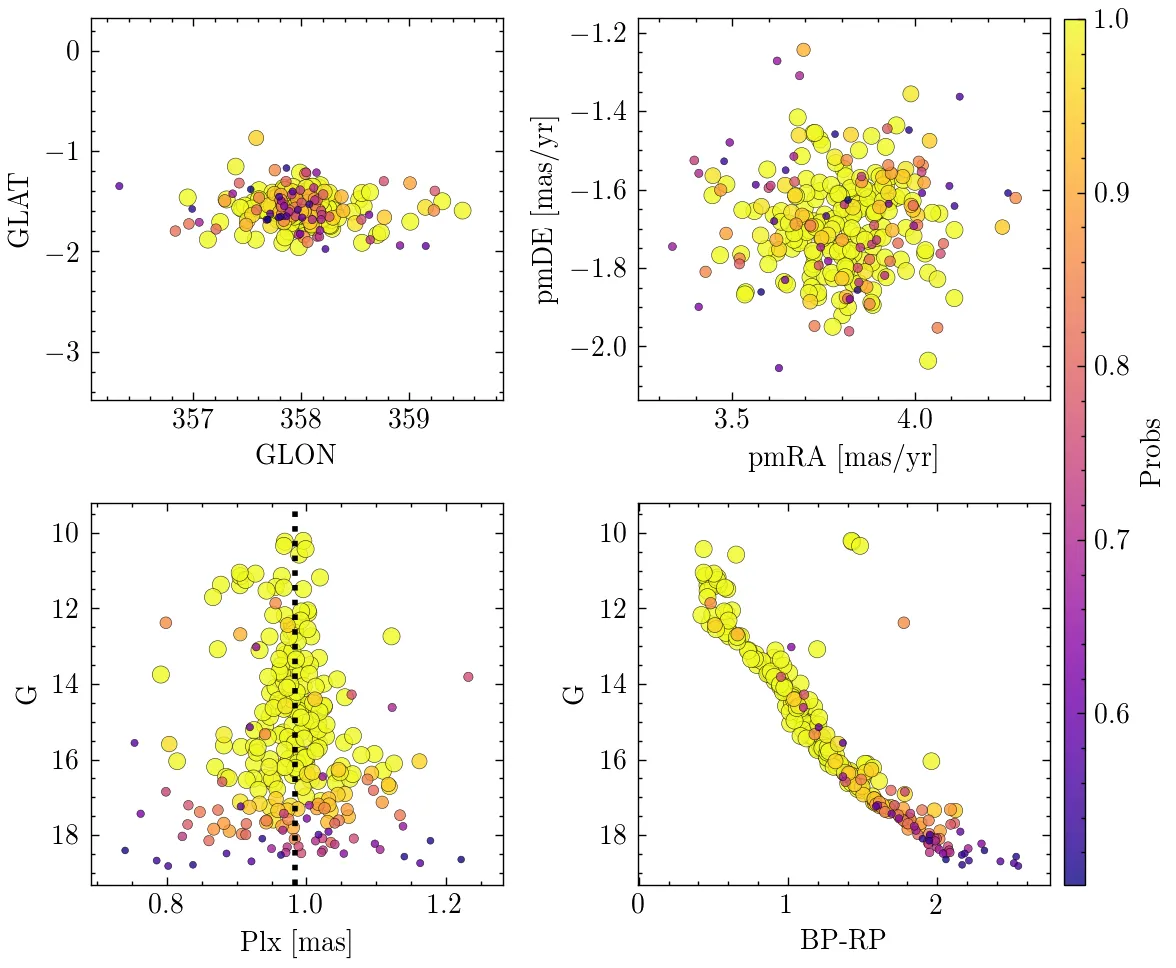 0
−1
−2
−3
GLAT
357 358 359
GLON
−1.2
−1.4
−1.6
−1.8
−2.0
pmDE [mas/yr]
3.5 4.0
pmRA [mas/yr]
1.0
0.9
0.8
0.7
0.6
Probs
10
12
14
16
18
G
0.8 1.0 1.2
Plx [mas]
10
12
14
16
18
G
0 1 2
BP-RP